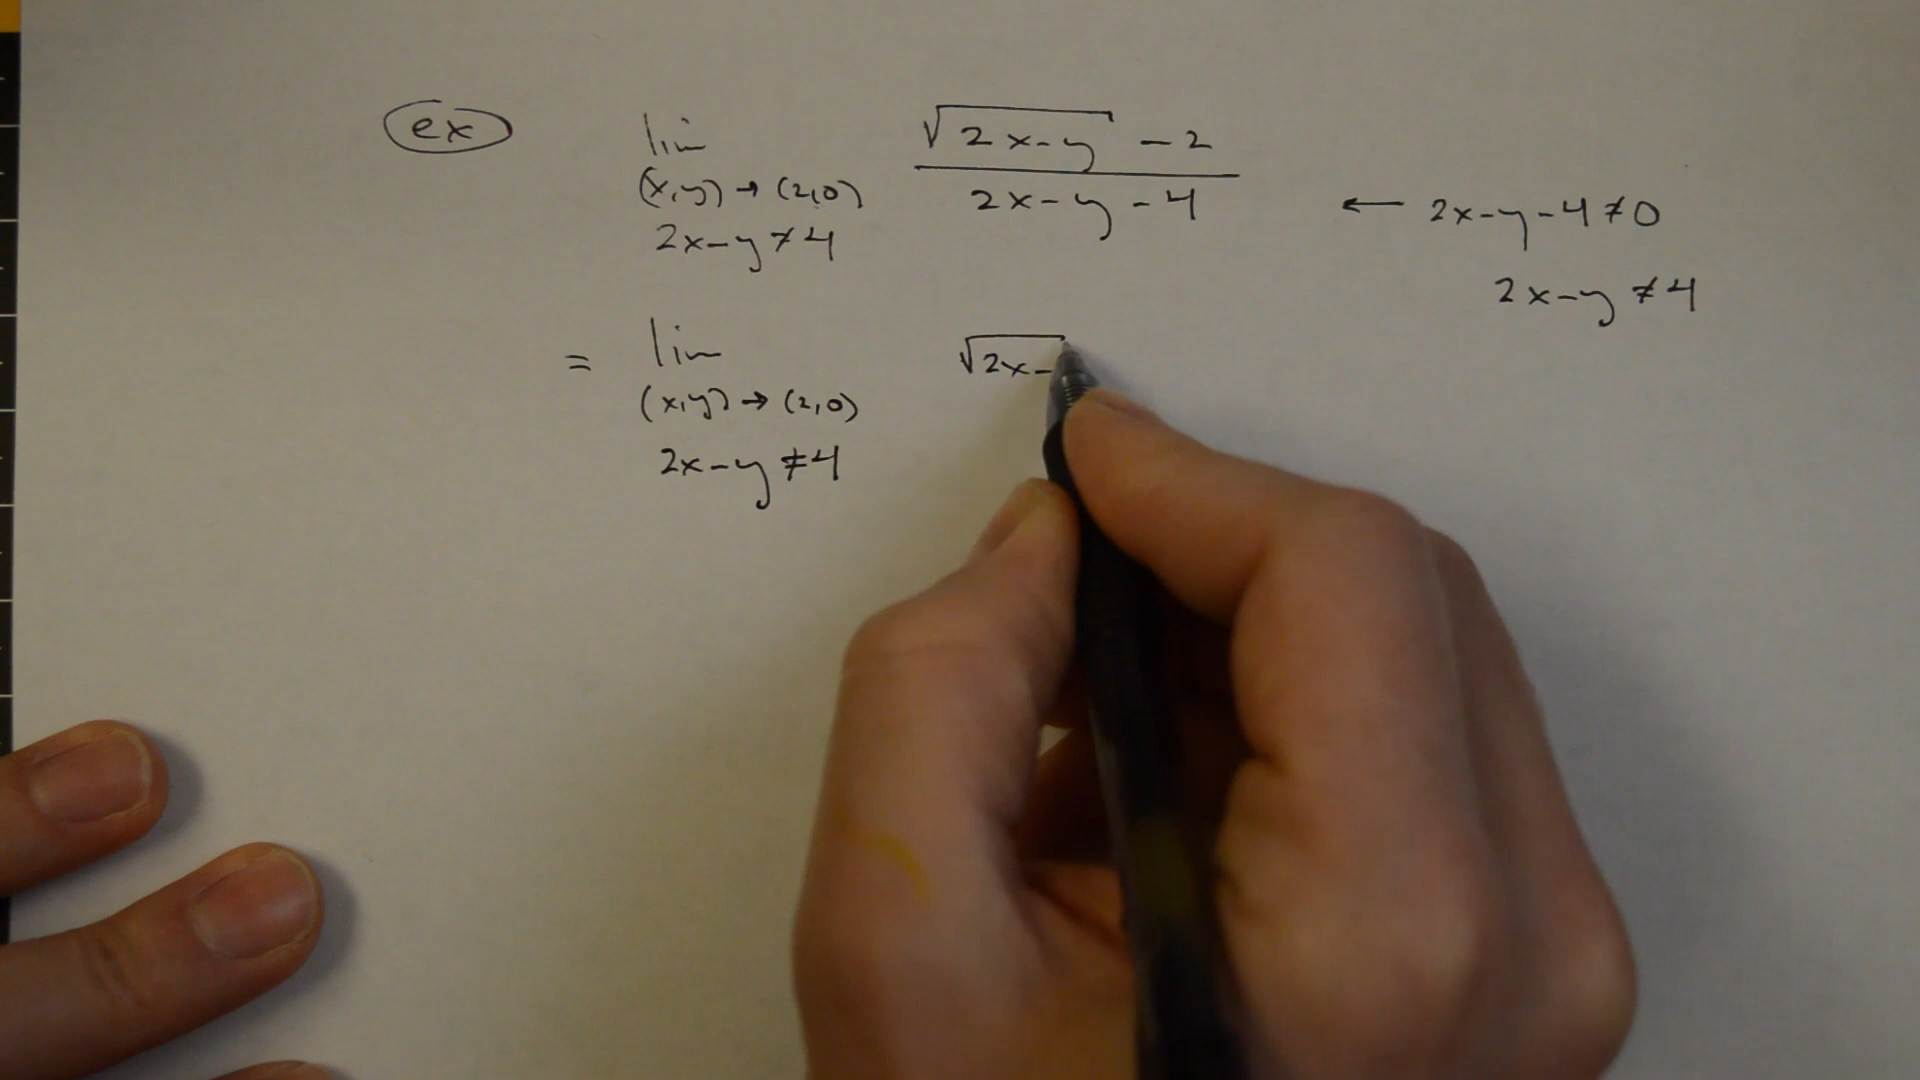 ex lim √2x-y - 2
(x,y) → (2,0) 2x-y-4 ← 2x-y-4≠0
2x-y≠4 2x-y≠4
= lim √2x-
(x,y) → (2,0)
2x-y≠4